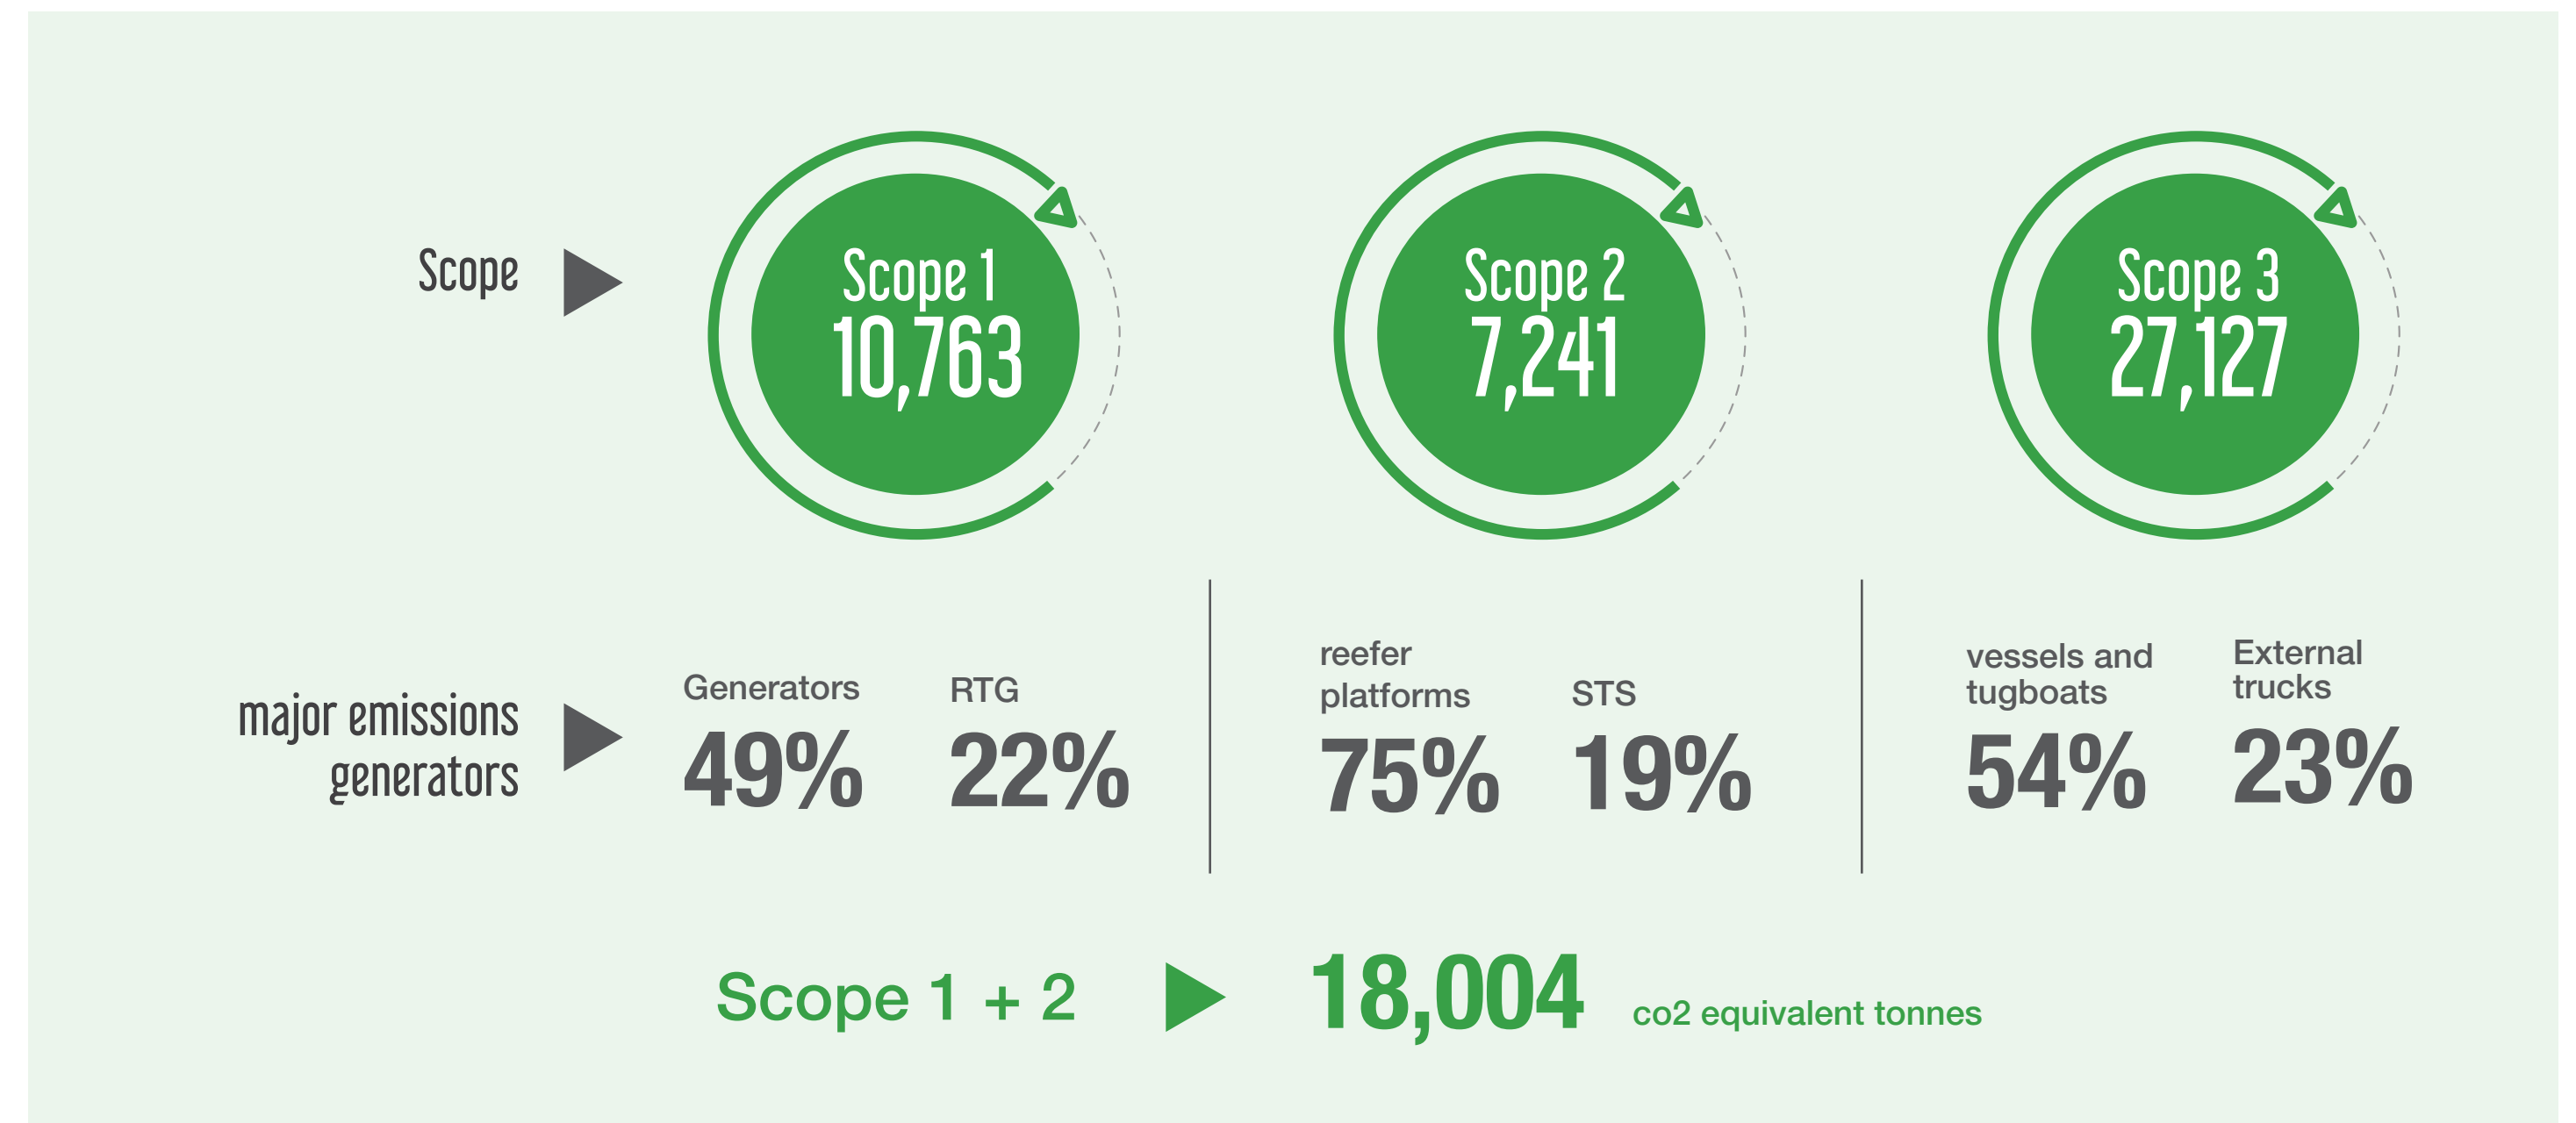 Scope
Scope 1
10,763
Scope 2
7,241
Scope 3
27,127
major emissions
generators
Generators
49%
RTG
22%
reefer
platforms
75%
STS
19%
vessels and
tugboats
54%
External
trucks
23%
Scope 1 + 2
18,004
co2 equivalent tonnes